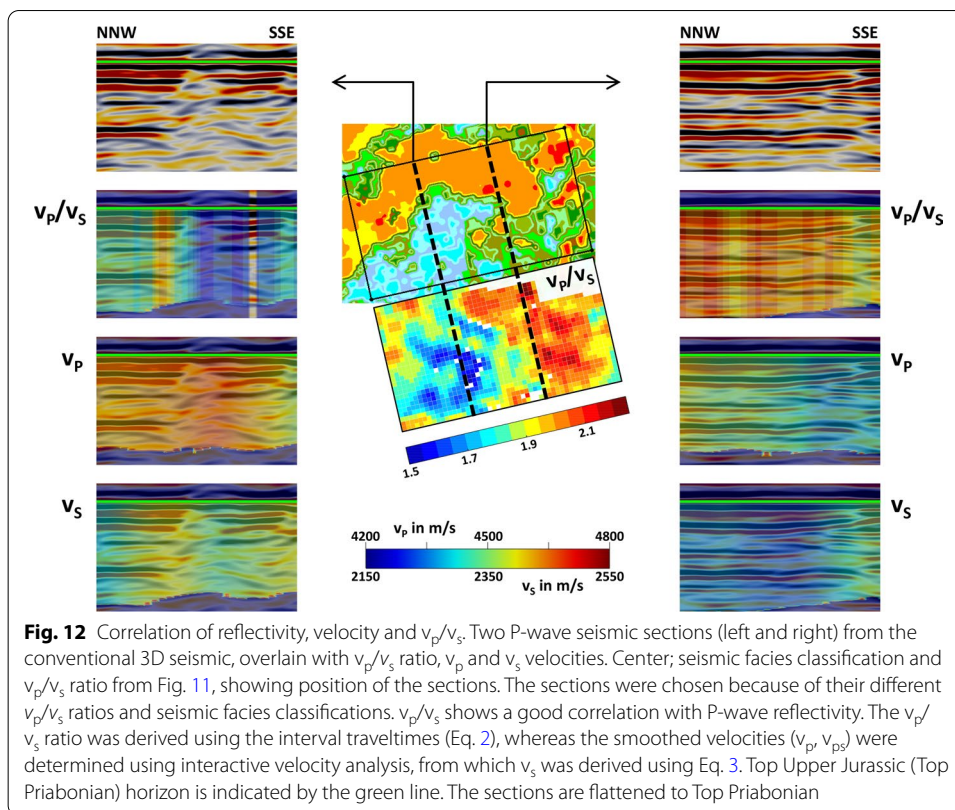 NNW SSE NNW SSE
vP/vS vP/vS
vP/vS
vP vP
1.5 1.7 1.9 2.1
vS vS
vP in m/s
4200 4500 4800
2150 2350 2550
vS in m/s
Fig. 12 Correlation of reflectivity, velocity and vp/vs. Two P-wave seismic sections (left and right) from the
conventional 3D seismic, overlain with vp/vs ratio, vp and vs velocities. Center; seismic facies classification and
vp/vs ratio from Fig. 11, showing position of the sections. The sections were chosen because of their different
vp/vs ratios and seismic facies classifications. vp/vs shows a good correlation with P-wave reflectivity. The vp/
vs ratio was derived using the interval traveltimes (Eq. 2), whereas the smoothed velocities (vp, vps) were
determined using interactive velocity analysis, from which vs was derived using Eq. 3. Top Upper Jurassic (Top
Priabonian) horizon is indicated by the green line. The sections are flattened to Top Priabonian